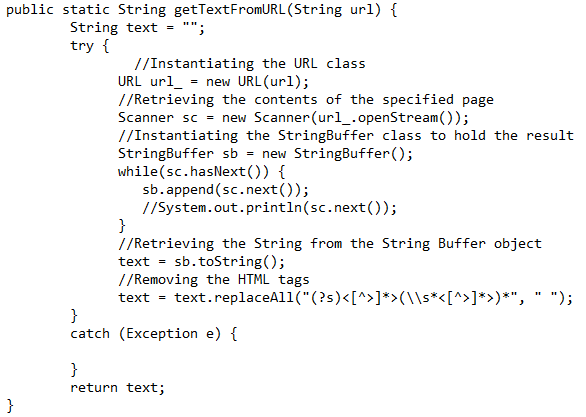 public static String getTextFromURL(String url) {
        String text = "";
        try {
                //Instantiating the URL class
              URL url_ = new URL(url);
              //Retrieving the contents of the specified page
              Scanner sc = new Scanner(url_.openStream());
              //Instantiating the StringBuffer class to hold the result
              StringBuffer sb = new StringBuffer();
              while(sc.hasNext()) {
                 sb.append(sc.next());
                 //System.out.println(sc.next());
              }
              //Retrieving the String from the String Buffer object
              text = sb.toString();
              //Removing the HTML tags
              text = text.replaceAll("(?s)<[^>]*>(\\s*<[^>]*>)*", " ");
        }
        catch (Exception e) {

        }
        return text;
}